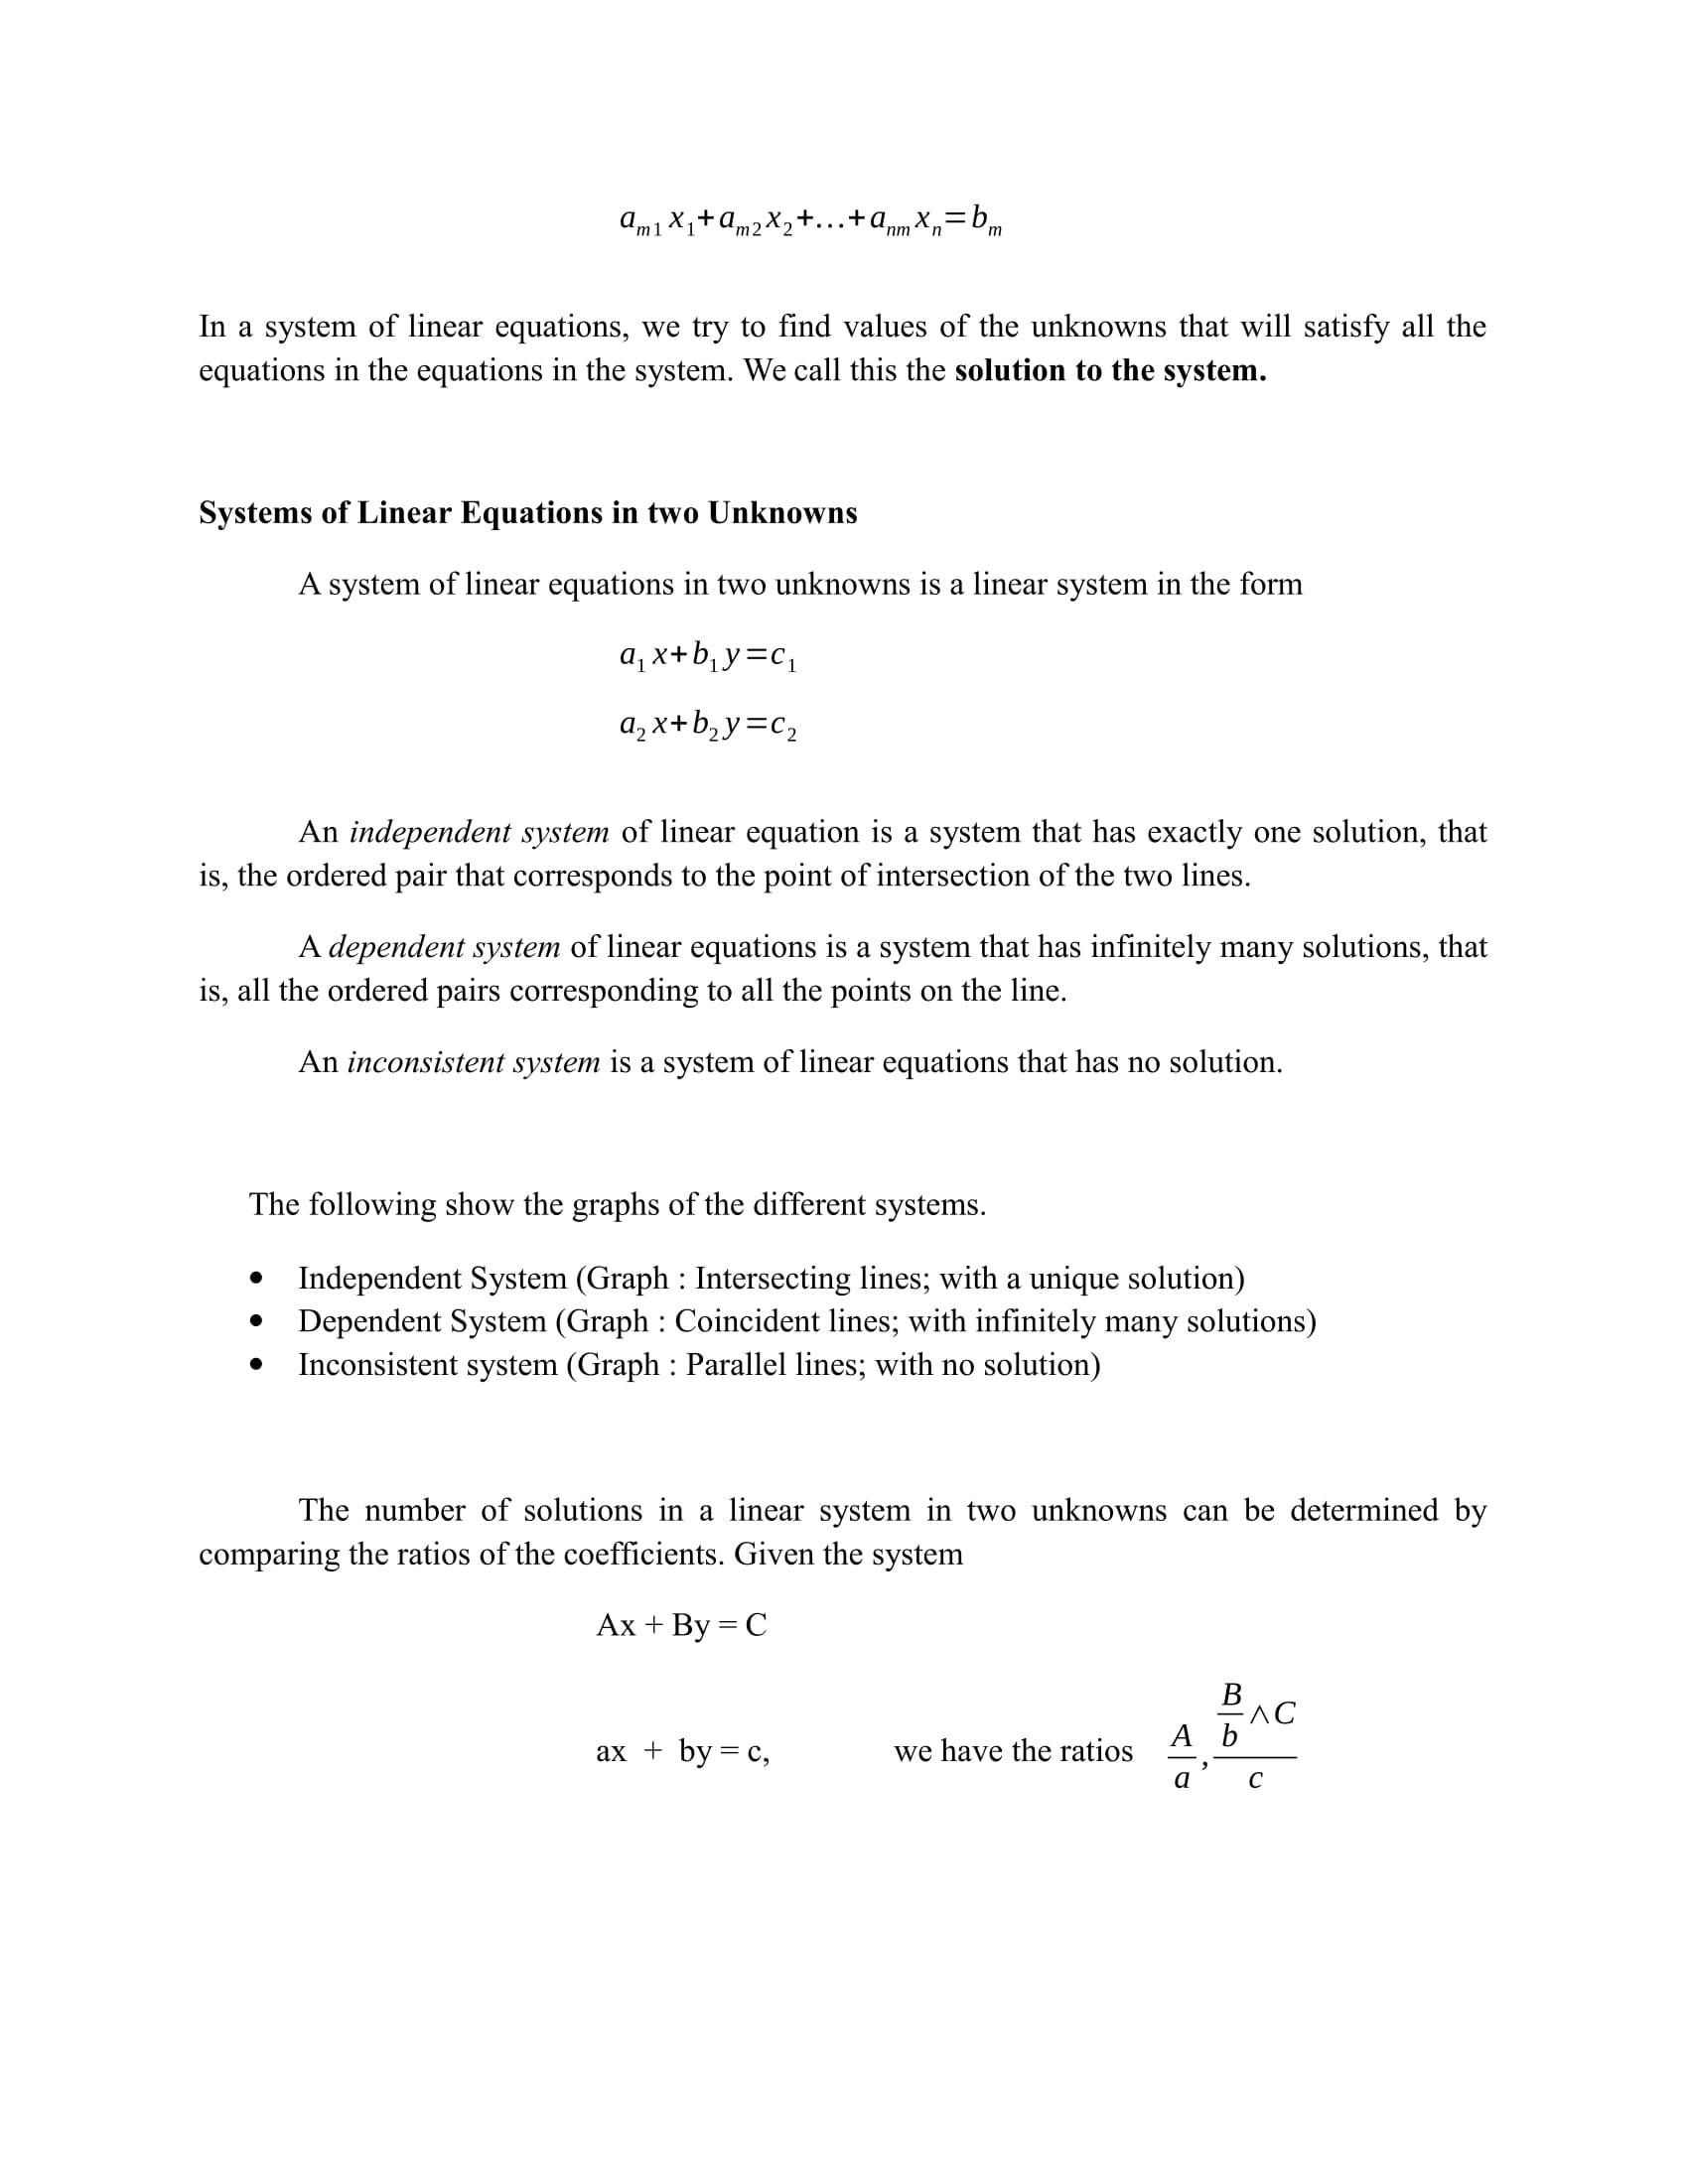 a_{m1} x_1+a_{m2} x_2+…+a_{nm} x_n=b_m
In a system of linear equations, we try to find values of the unknowns that will satisfy all the
equations in the equations in the system. We call this the solution to the system.
Systems of Linear Equations in two Unknowns
A system of linear equations in two unknowns is a linear system in the form
a_1 x+b_1 y=c_1
a_2 x+b_2 y=c_2
An independent system of linear equation is a system that has exactly one solution, that
is, the ordered pair that corresponds to the point of intersection of the two lines.
A dependent system of linear equations is a system that has infinitely many solutions, that
is, all the ordered pairs corresponding to all the points on the line.
An inconsistent system is a system of linear equations that has no solution.
The following show the graphs of the different systems.
• Independent System (Graph : Intersecting lines; with a unique solution)
• Dependent System (Graph : Coincident lines; with infinitely many solutions)
• Inconsistent system (Graph : Parallel lines; with no solution)
The number of solutions in a linear system in two unknowns can be determined by
comparing the ratios of the coefficients. Given the system
Ax + By = C
ax + by = c, we have the ratios \frac{A}{a}, \frac{\frac{B}{b}∧C}{c}